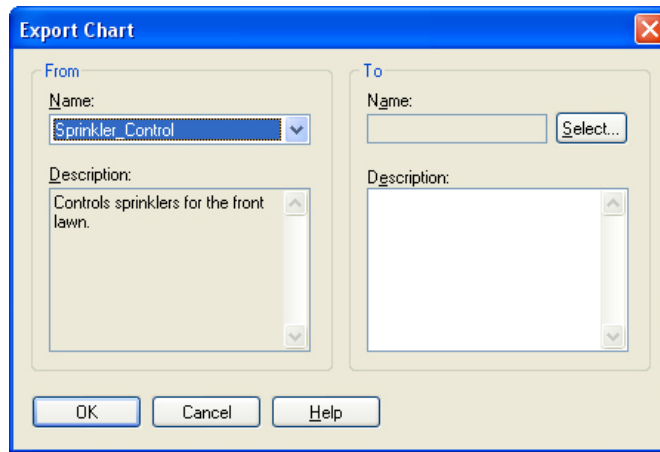 Export Chart
From
Name:
Sprinkler_Control
Description:
Controls sprinklers for the front
lawn.
To
Name:
Select...
Description:
OK
Cancel
Help